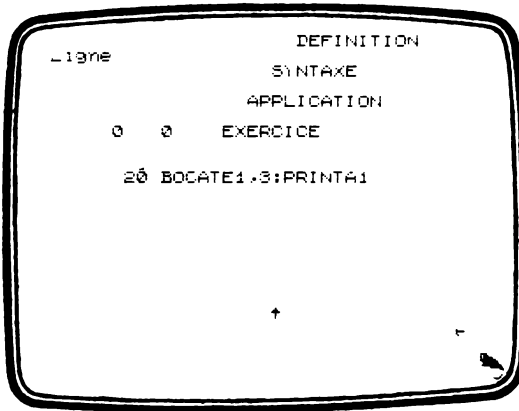 DEFINITION
Ligne
SYNTAXE
APPLICATION
0 0 EXERCICE
20 BOCATE1,3:PRINTA1